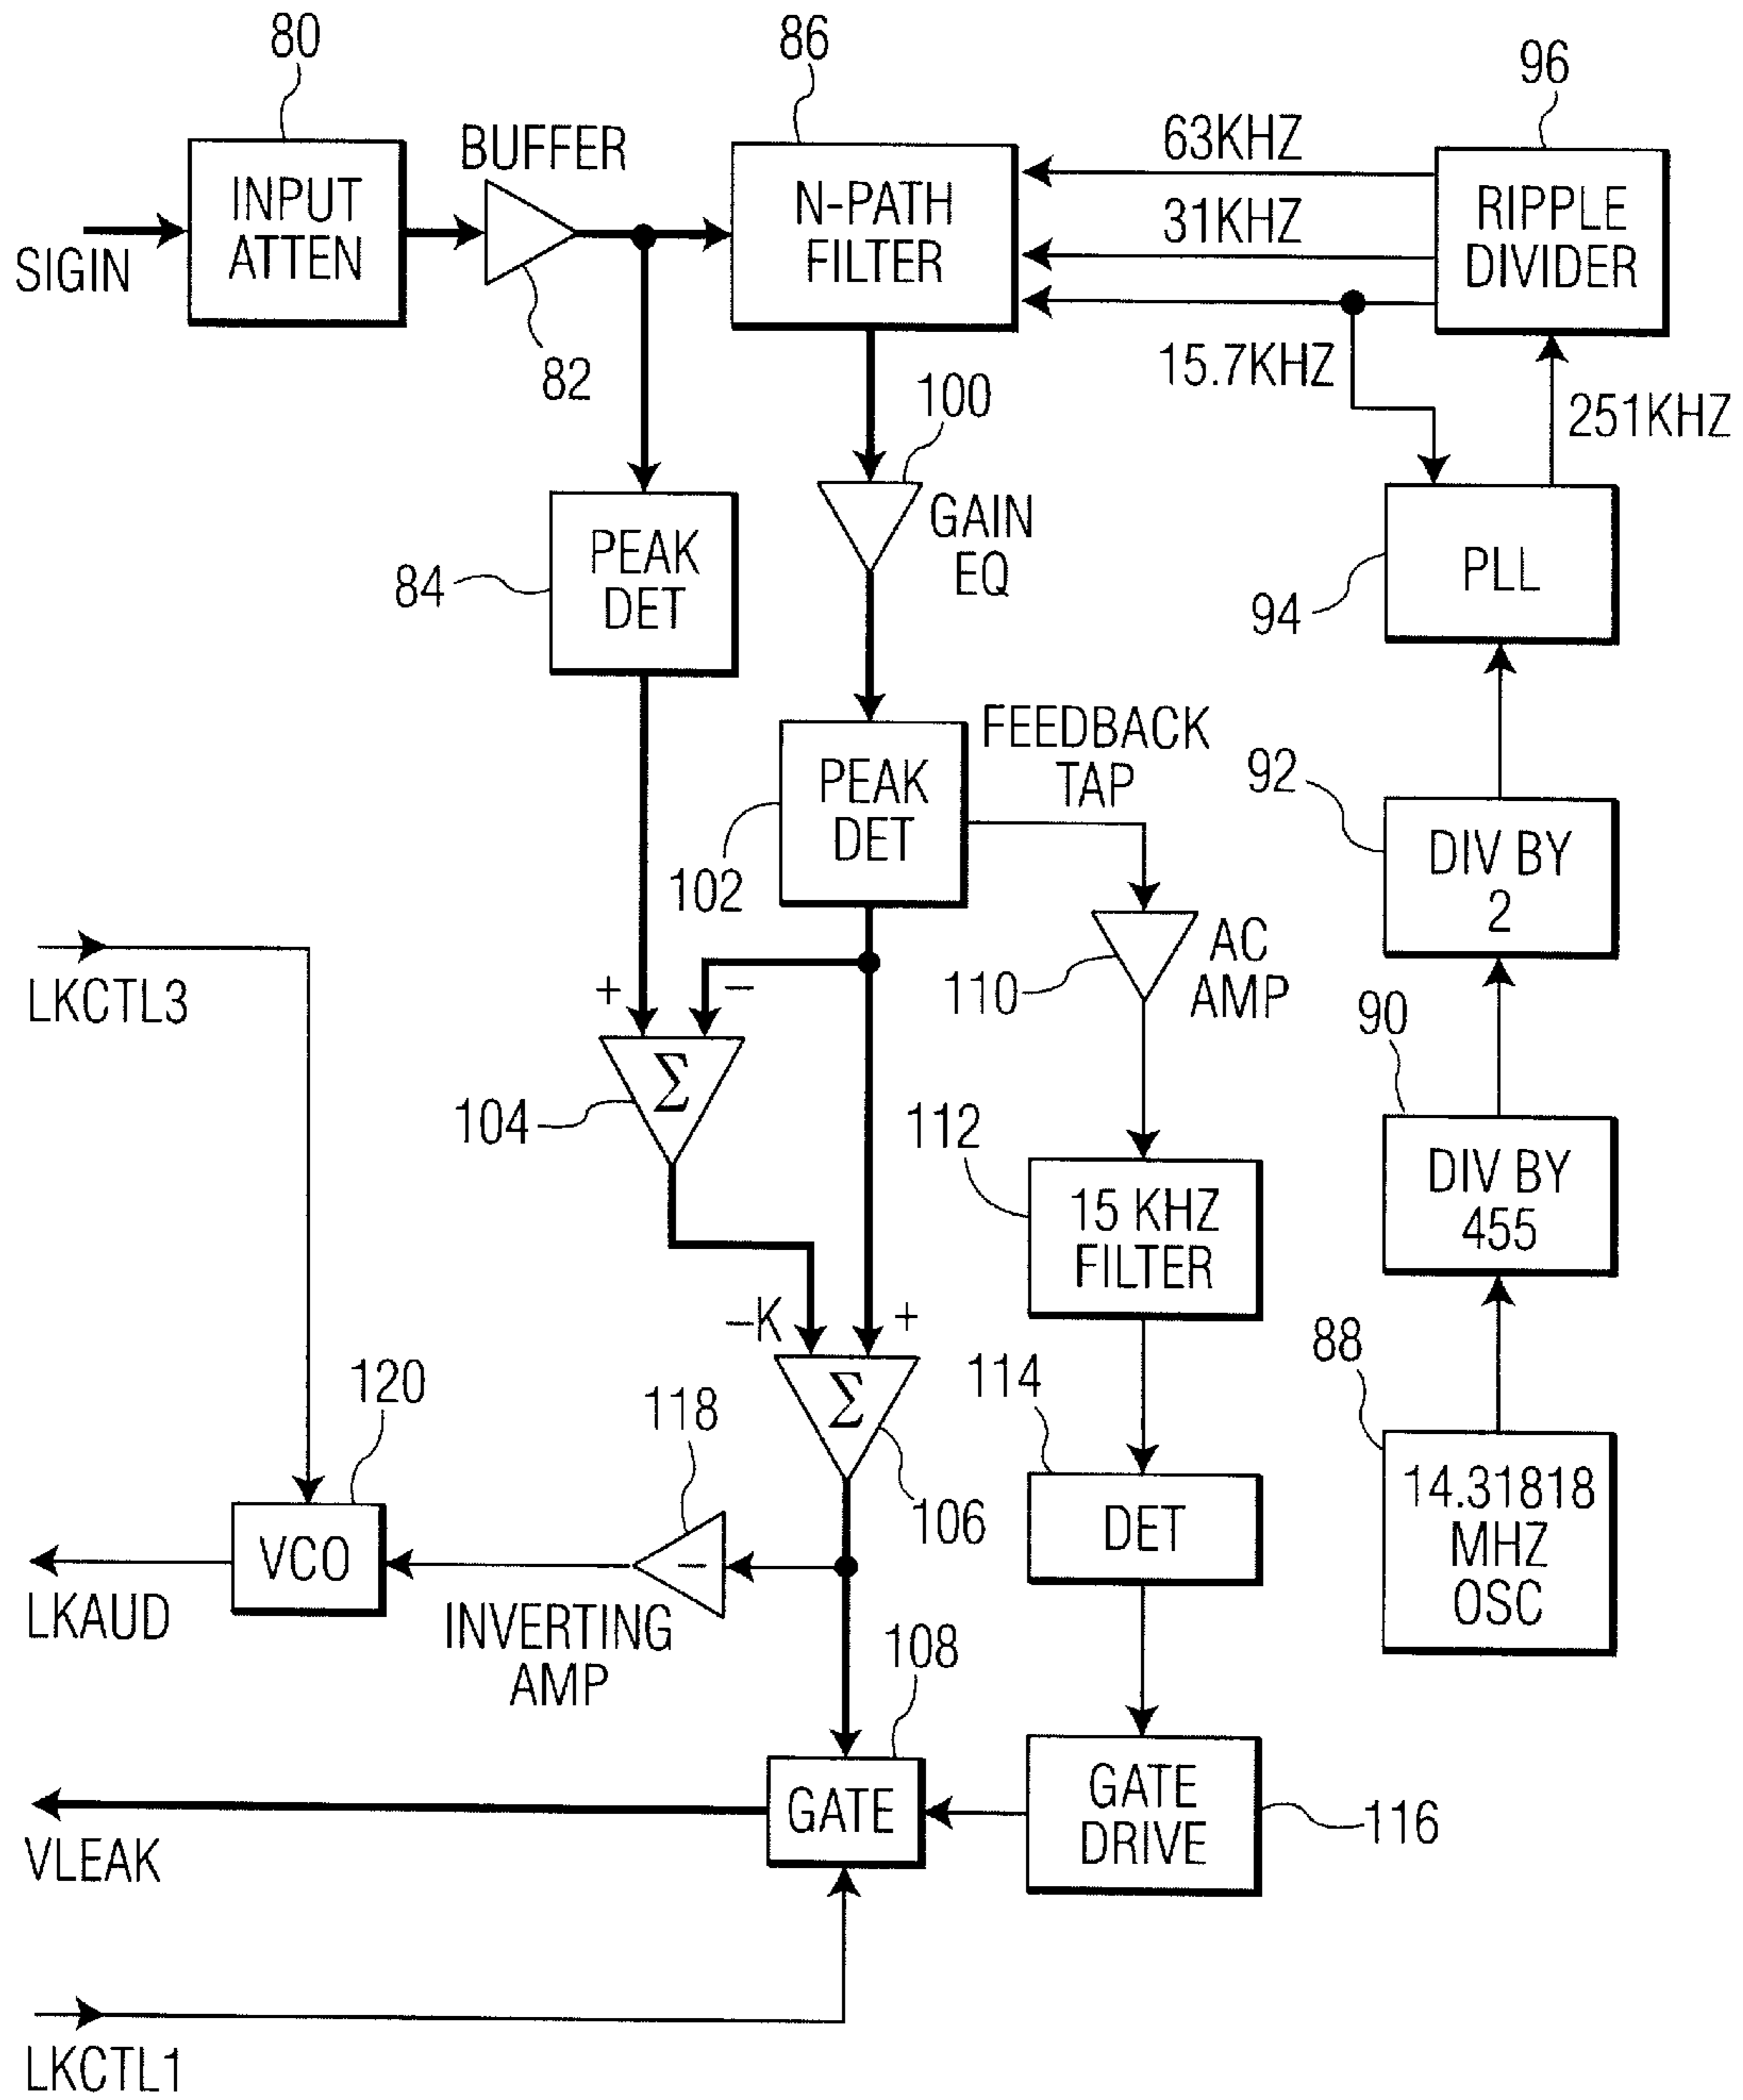 80
86
96
BUFFER
63KHZ
INPUT
ATTEN
N-PATH
FILTER
31KHZ
RIPPLE
DIVIDER
SIGIN
82
15.7KHZ
100
251KHZ
GAIN
EQ
PEAK
DET
84
PLL
94
FEEDBACK
TAP
PEAK
DET
92
102
DIV BY
2
AC
AMP
110
LKCTL3
+
−
90
Σ
104
112
DIV BY
455
15 KHZ
FILTER
−K
+
88
120
118
114
Σ
14.31818
MHZ
OSC
106
DET
VCO
−
LKAUD
INVERTING
AMP
108
GATE
GATE
DRIVE
116
VLEAK
LKCTL1